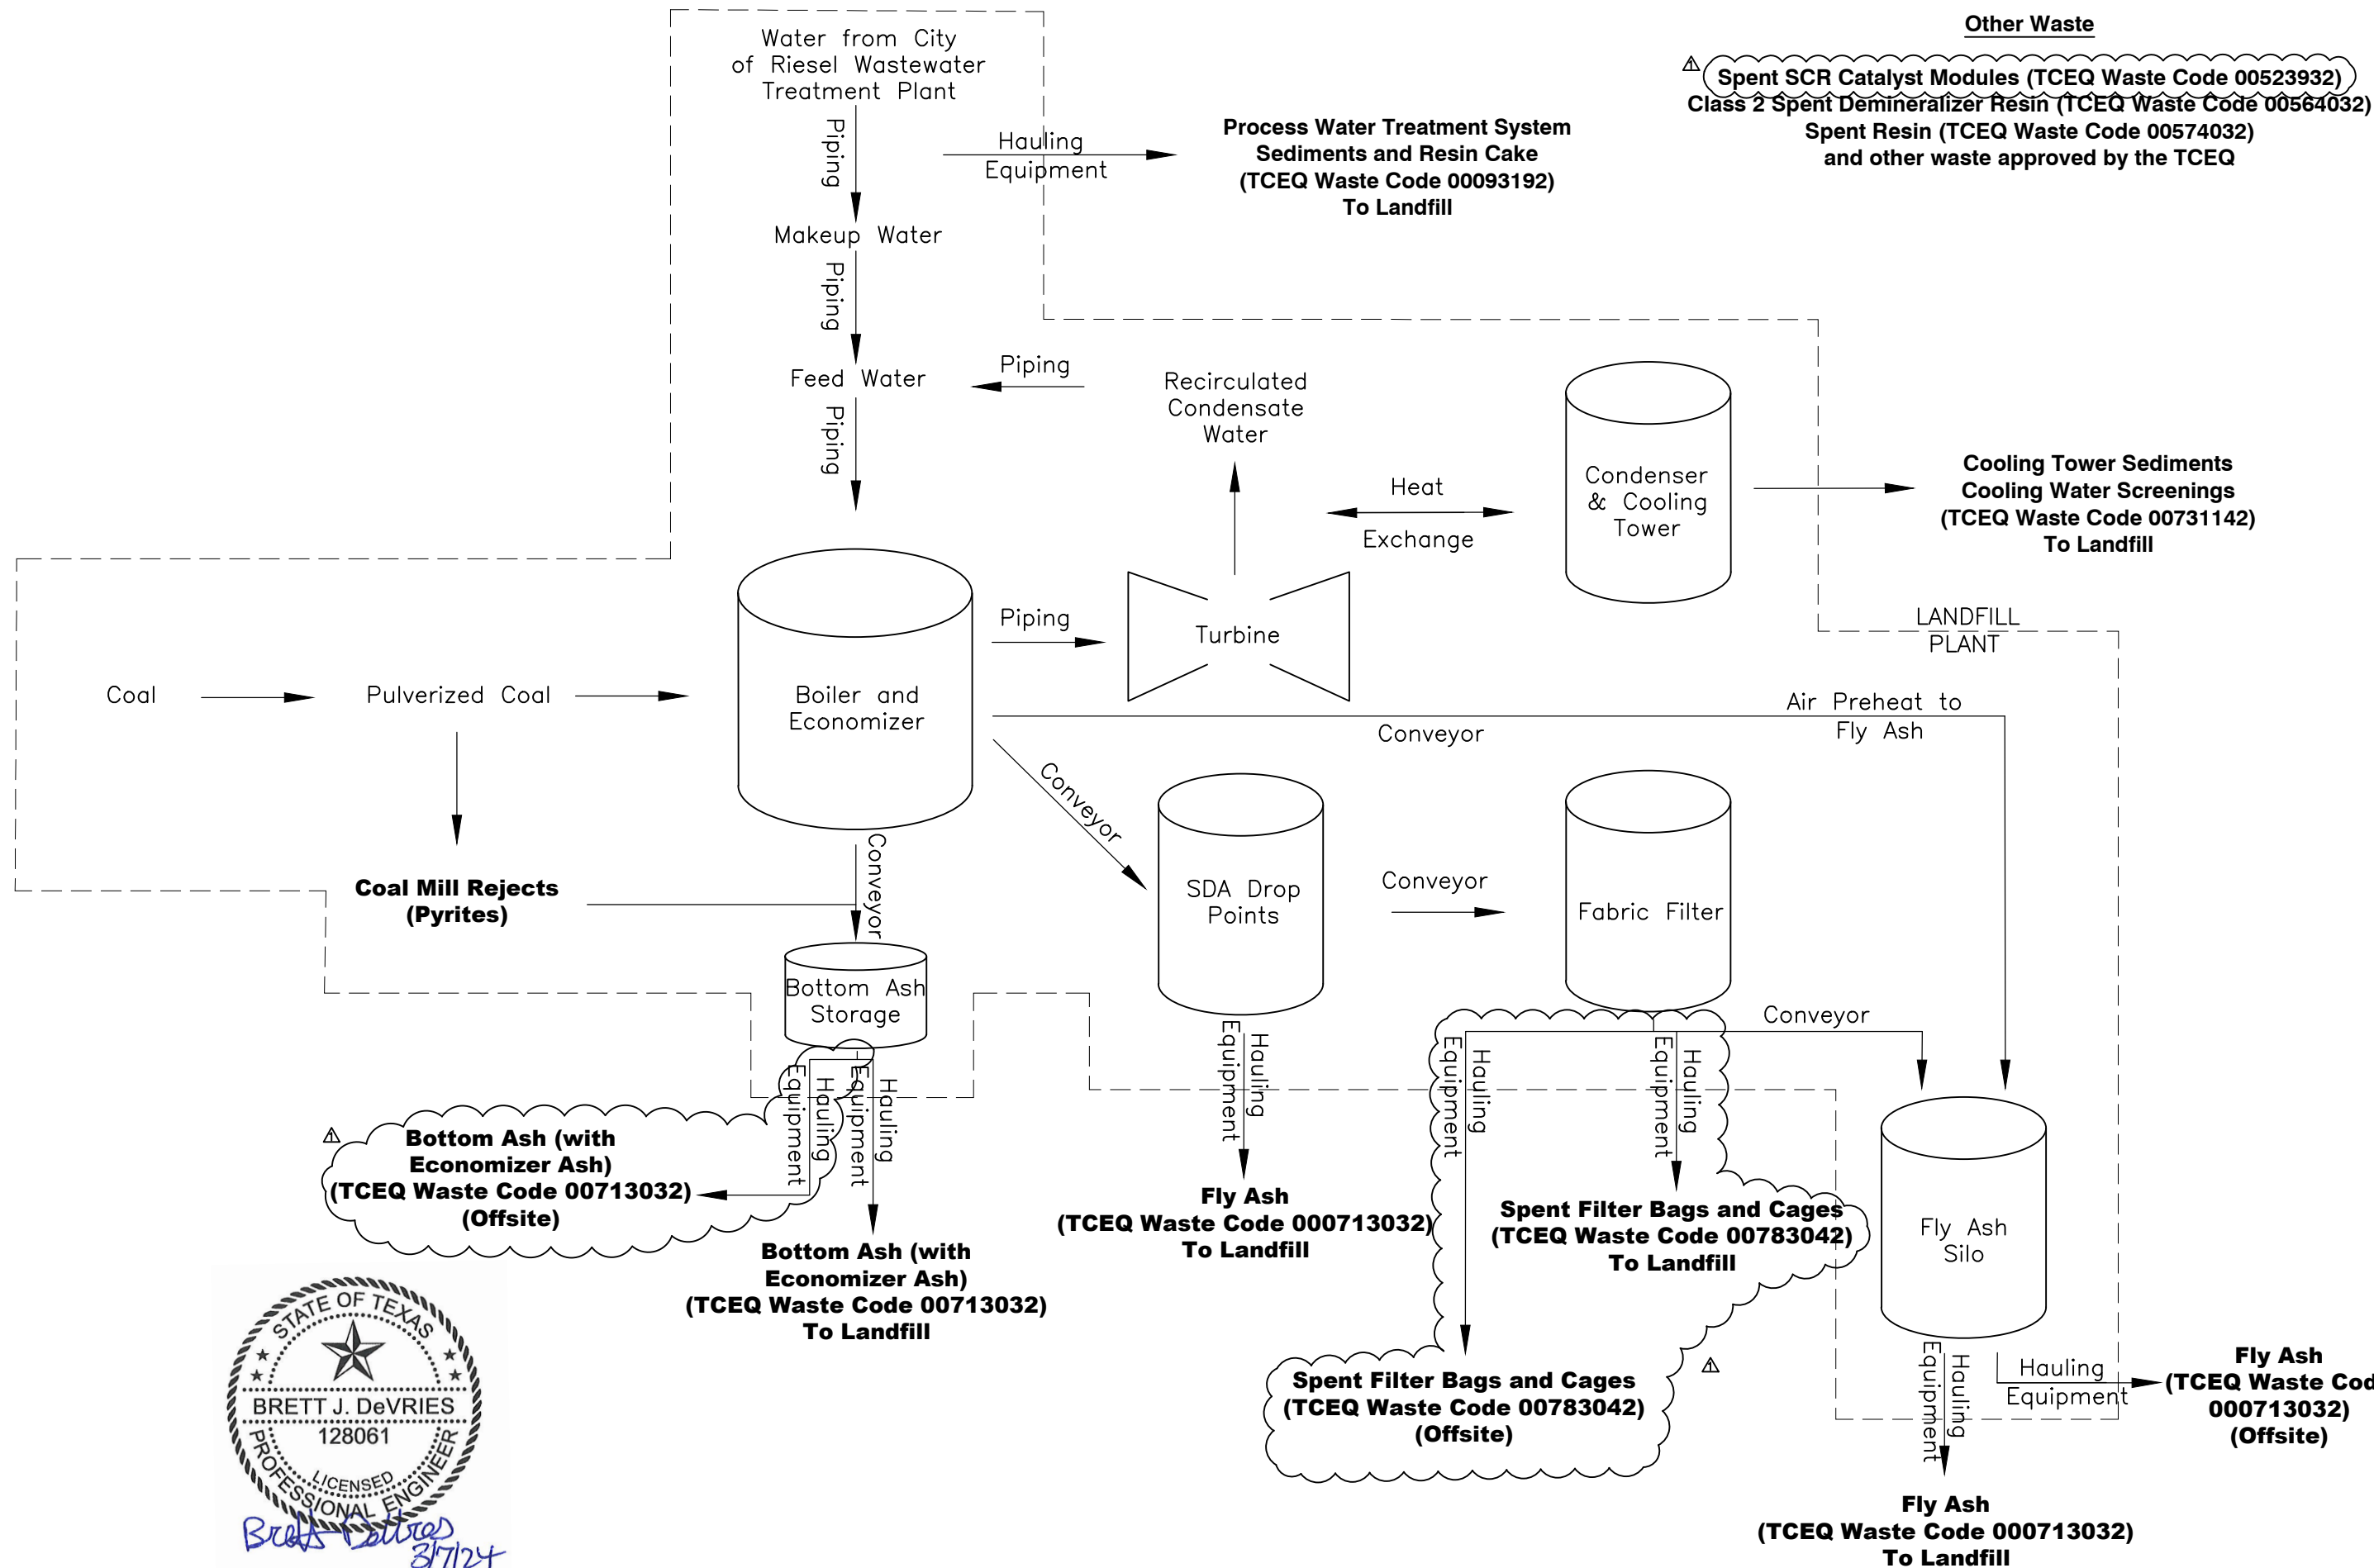 Other Waste
Spent SCR Catalyst Modules (TCEQ Waste Code 00523932)
Class 2 Spent Demineralizer Resin (TCEQ Waste Code 00564032)
Spent Resin (TCEQ Waste Code 00574032)
and other waste approved by the TCEQ
1
Water from City
of Riesel Wastewater
Treatment Plant
Piping
Hauling
Equipment
Process Water Treatment System
Sediments and Resin Cake
(TCEQ Waste Code 00093192)
To Landfill
Makeup Water
Piping
Feed Water
Piping
Piping
Recirculated
Condensate
Water
Heat
Exchange
Condenser
& Cooling
Tower
Cooling Tower Sediments
Cooling Water Screenings
(TCEQ Waste Code 00731142)
To Landfill
LANDFILL
PLANT
Coal
Pulverized Coal
Boiler and
Economizer
Piping
Turbine
Conveyor
Air Preheat to
Fly Ash
Conveyor
Coal Mill Rejects
(Pyrites)
Conveyor
SDA Drop
Points
Conveyor
Fabric Filter
Bottom Ash
Storage
Hauling
Equipment
Hauling
Equipment
Hauling
Equipment
Hauling
Equipment
Hauling
Equipment
Conveyor
1
Bottom Ash (with
Economizer Ash)
(TCEQ Waste Code 00713032)
(Offsite)
Bottom Ash (with
Economizer Ash)
(TCEQ Waste Code 00713032)
To Landfill
Fly Ash
(TCEQ Waste Code 000713032)
To Landfill
Spent Filter Bags and Cages
(TCEQ Waste Code 00783042)
To Landfill
Spent Filter Bags and Cages
(TCEQ Waste Code 00783042)
(Offsite)
1
Fly Ash
Silo
Hauling
Equipment
Hauling
Equipment
Fly Ash
(TCEQ Waste Cod
000713032)
(Offsite)
Fly Ash
(TCEQ Waste Code 000713032)
To Landfill
STATE OF TEXAS
BRETT J. DeVRIES
128061
LICENSED
PROFESSIONAL ENGINEER
Brett DeVries
3/7/24